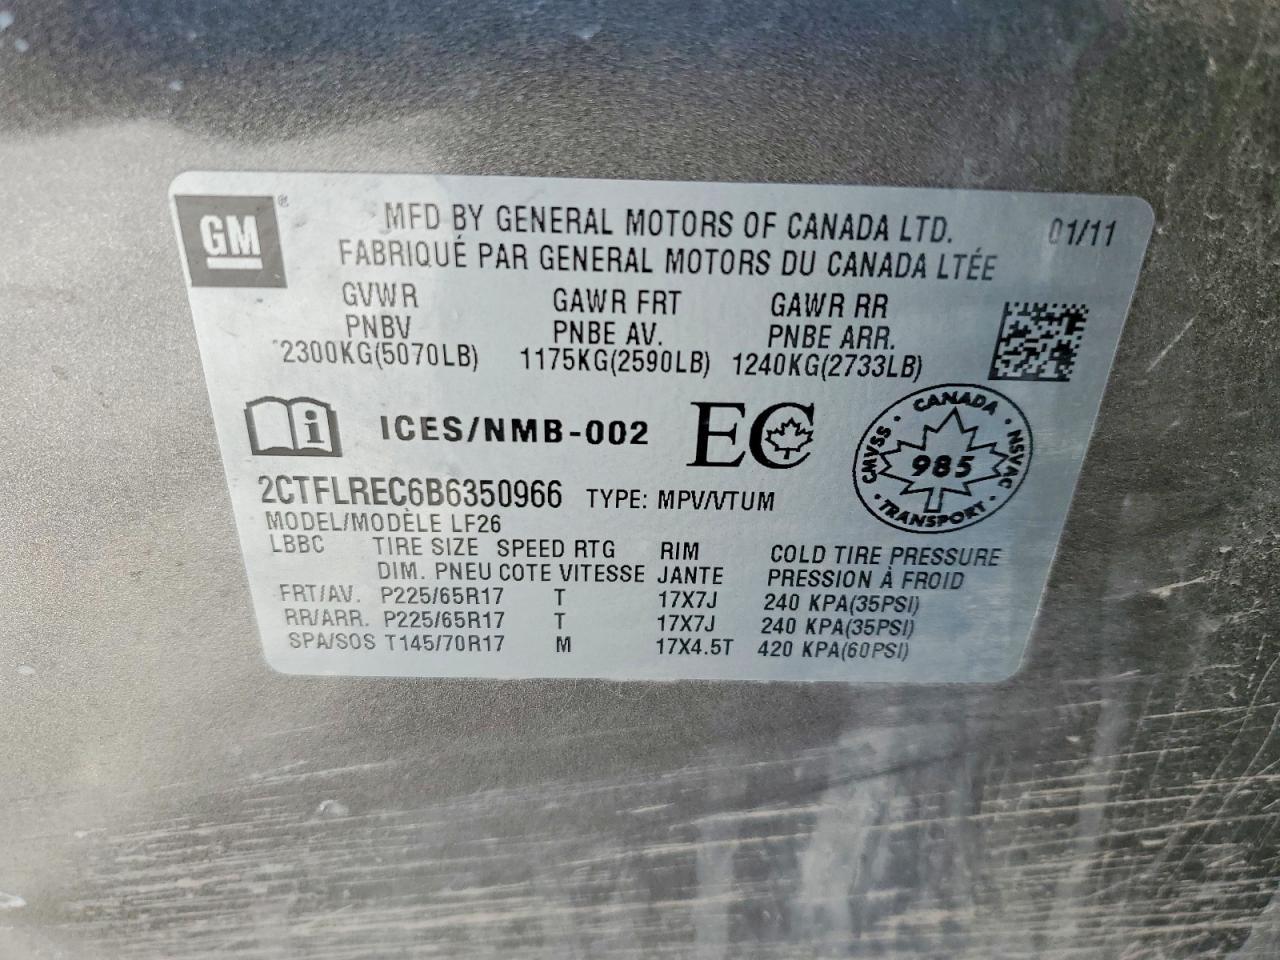 GM ®
MFD BY GENERAL MOTORS OF CANADA LTD. 01/11
FABRIQUÉ PAR GENERAL MOTORS DU CANADA LTÉE
GVWR GAWR FRT GAWR RR
PNBV PNBE AV. PNBE ARR.
2300KG(5070LB) 1175KG(2590LB) 1240KG(2733LB)
i ICES/NMB-002 EC
CANADA
CMVSS · NSVAC
985
TRANSPORT
2CTFLREC6B6350966 TYPE: MPV/VTUM
MODEL/MODÈLE LF26
LBBC TIRE SIZE SPEED RTG RIM COLD TIRE PRESSURE
DIM. PNEU COTE VITESSE JANTE PRESSION À FROID
FRT/AV. P225/65R17 T 17X7J 240 KPA(35PSI)
RR/ARR. P225/65R17 T 17X7J 240 KPA(35PSI)
SPA/SOS T145/70R17 M 17X4.5T 420 KPA(60PSI)